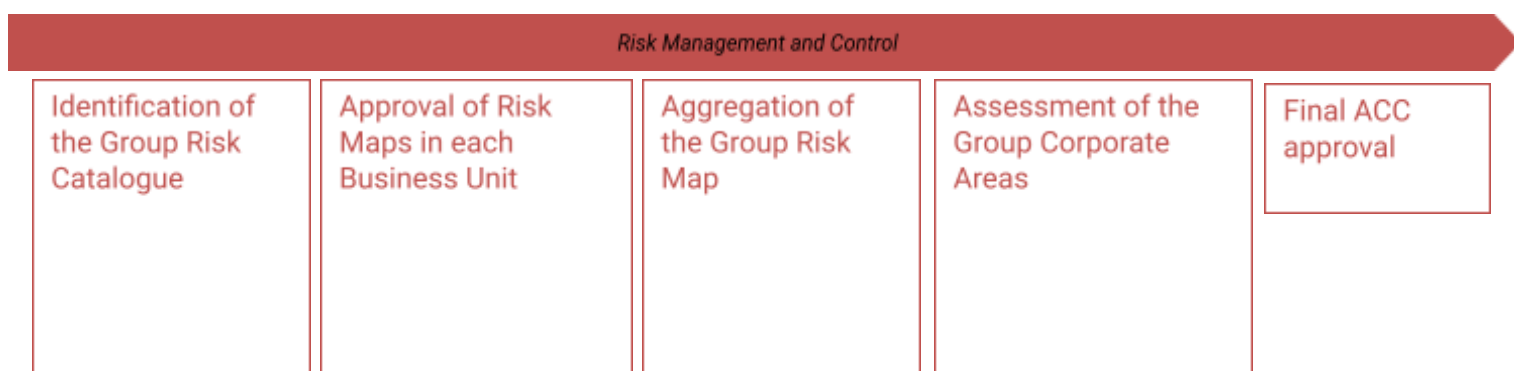 Risk Management and Control
Identification of
the Group Risk
Catalogue
Approval of Risk
Maps in each
Business Unit
Aggregation of
the Group Risk
Map
Assessment of the
Group Corporate
Areas
Final ACC
approval